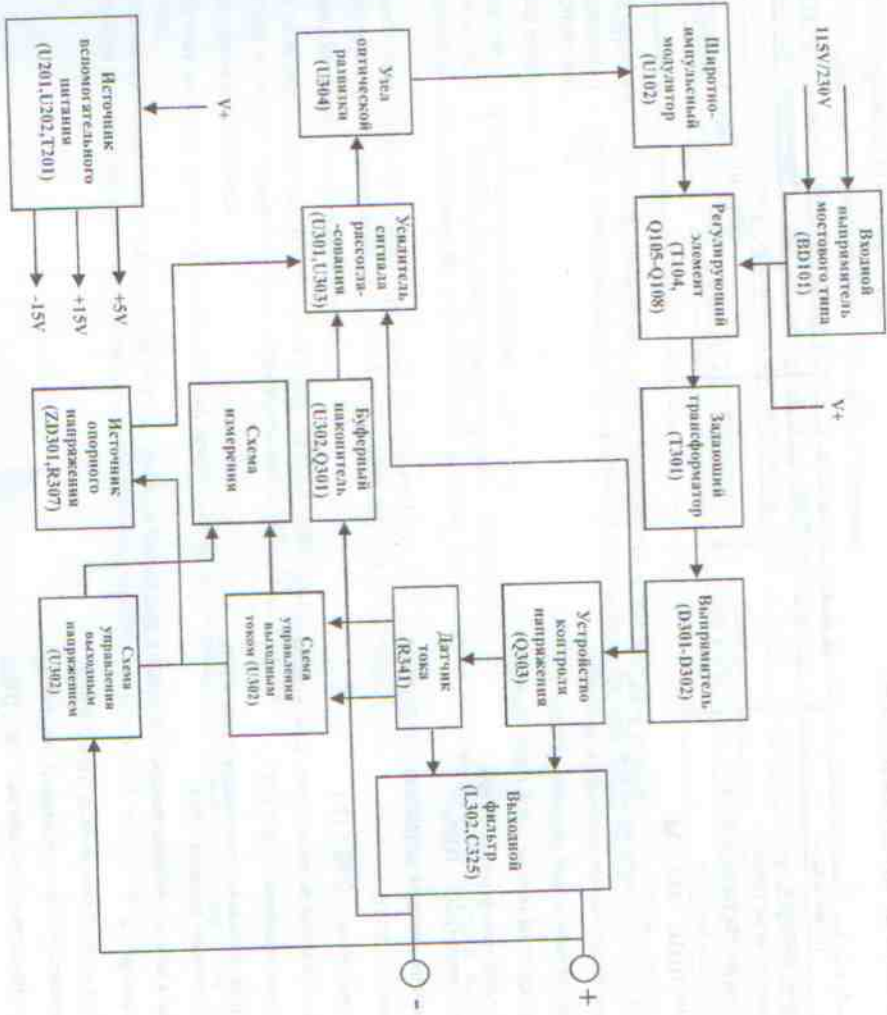 115V/230V
Входной
выпрямитель
мостового типа
(BD101)
V+
Широтно-
импульсный
модулятор
(U102)
Регулирующий
элемент
(T104,
Q105-Q108)
Задающий
трансформатор
(T301)
Выпрямитель
(D301-D302)
Узел
оптической
развязки
(U304)
Усилитель
сигнала
рассогла-
-сования
(U301,U303)
Буферный
накопитель
(U302,Q301)
Устройство
контроля
напряжения
(Q303)
Датчик
тока
(R341)
Выходной
фильтр
(L302,C325)
+
-
Схема
измерения
Схема
управления
выходным
током (U302)
V+
Источник
вспомогательного
питания
(U201,U202,T201)
+5V
+15V
-15V
Источник
опорного
напряжения
(ZD301,R307)
Схема
управления
выходным
напряжением
(U302)